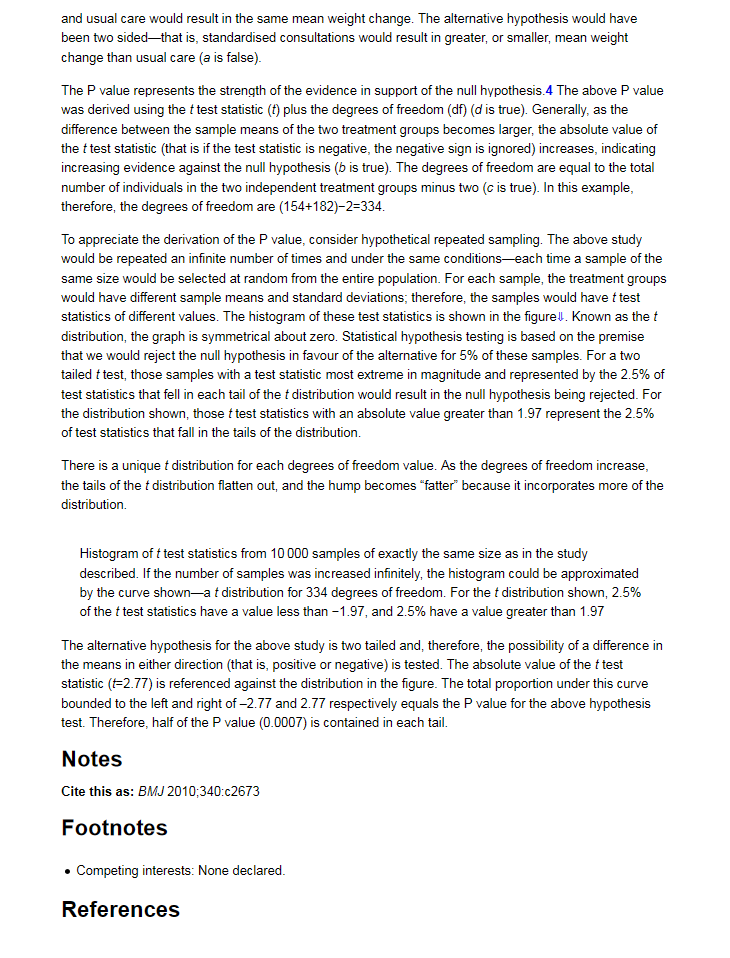 and usual care would result in the same mean weight change. The alternative hypothesis would have
been two sided—that is, standardised consultations would result in greater, or smaller, mean weight
change than usual care (a is false).
The P value represents the strength of the evidence in support of the null hypothesis.4 The above P value
was derived using the t test statistic (t) plus the degrees of freedom (df) (d is true). Generally, as the
difference between the sample means of the two treatment groups becomes larger, the absolute value of
the t test statistic (that is if the test statistic is negative, the negative sign is ignored) increases, indicating
increasing evidence against the null hypothesis (b is true). The degrees of freedom are equal to the total
number of individuals in the two independent treatment groups minus two (c is true). In this example,
therefore, the degrees of freedom are (154+182)−2=334.
To appreciate the derivation of the P value, consider hypothetical repeated sampling. The above study
would be repeated an infinite number of times and under the same conditions—each time a sample of the
same size would be selected at random from the entire population. For each sample, the treatment groups
would have different sample means and standard deviations; therefore, the samples would have t test
statistics of different values. The histogram of these test statistics is shown in the figure⇓. Known as the t
distribution, the graph is symmetrical about zero. Statistical hypothesis testing is based on the premise
that we would reject the null hypothesis in favour of the alternative for 5% of these samples. For a two
tailed t test, those samples with a test statistic most extreme in magnitude and represented by the 2.5% of
test statistics that fell in each tail of the t distribution would result in the null hypothesis being rejected. For
the distribution shown, those t test statistics with an absolute value greater than 1.97 represent the 2.5%
of test statistics that fall in the tails of the distribution.
There is a unique t distribution for each degrees of freedom value. As the degrees of freedom increase,
the tails of the t distribution flatten out, and the hump becomes “fatter” because it incorporates more of the
distribution.
Histogram of t test statistics from 10 000 samples of exactly the same size as in the study
described. If the number of samples was increased infinitely, the histogram could be approximated
by the curve shown—a t distribution for 334 degrees of freedom. For the t distribution shown, 2.5%
of the t test statistics have a value less than −1.97, and 2.5% have a value greater than 1.97
The alternative hypothesis for the above study is two tailed and, therefore, the possibility of a difference in
the means in either direction (that is, positive or negative) is tested. The absolute value of the t test
statistic (t=2.77) is referenced against the distribution in the figure. The total proportion under this curve
bounded to the left and right of –2.77 and 2.77 respectively equals the P value for the above hypothesis
test. Therefore, half of the P value (0.0007) is contained in each tail.
Notes
Cite this as: BMJ 2010;340:c2673
Footnotes
• Competing interests: None declared.
References